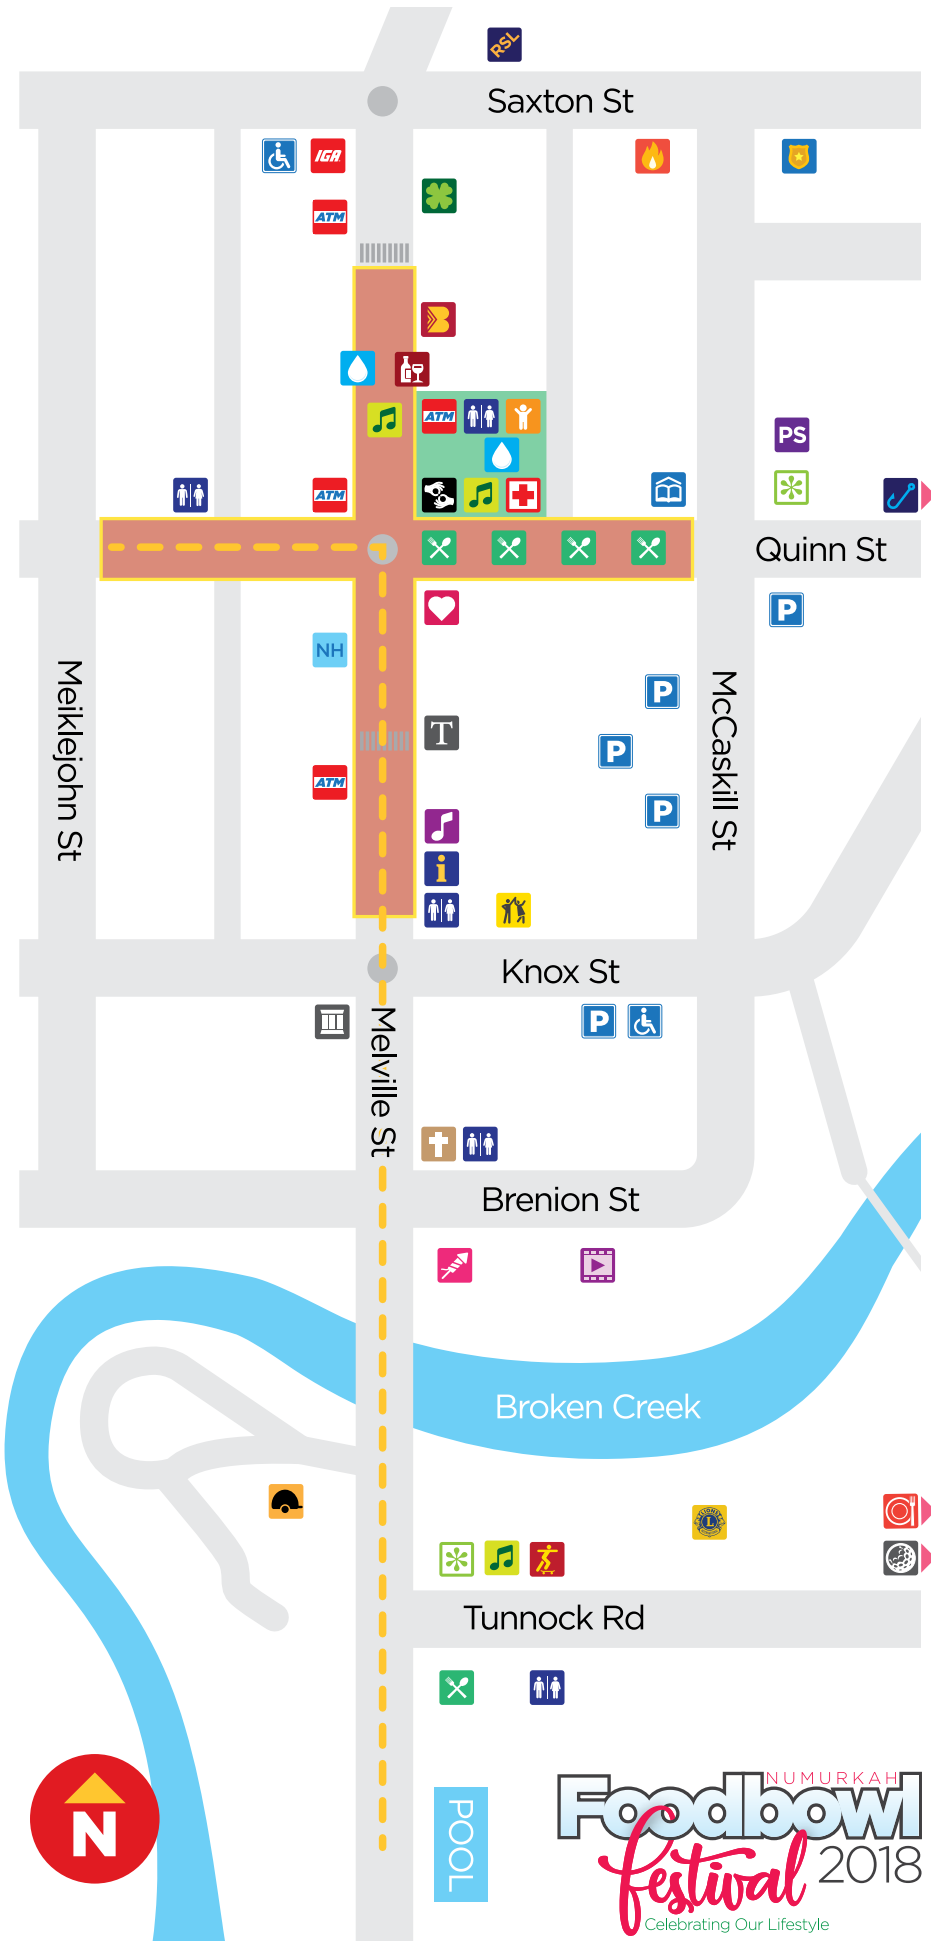 RSL
Saxton St
IGA
ATM
B
ATM
PS
ATM
Quinn St
P
NH
P
Meiklejohn St
McCaskill St
T
P
ATM
P
i
Knox St
P
Melville St
Brenion St
Broken Creek
L
Tunnock Rd
POOL
N
NUMURKAH
Foodbowl
festival 2018
Celebrating Our Lifestyle